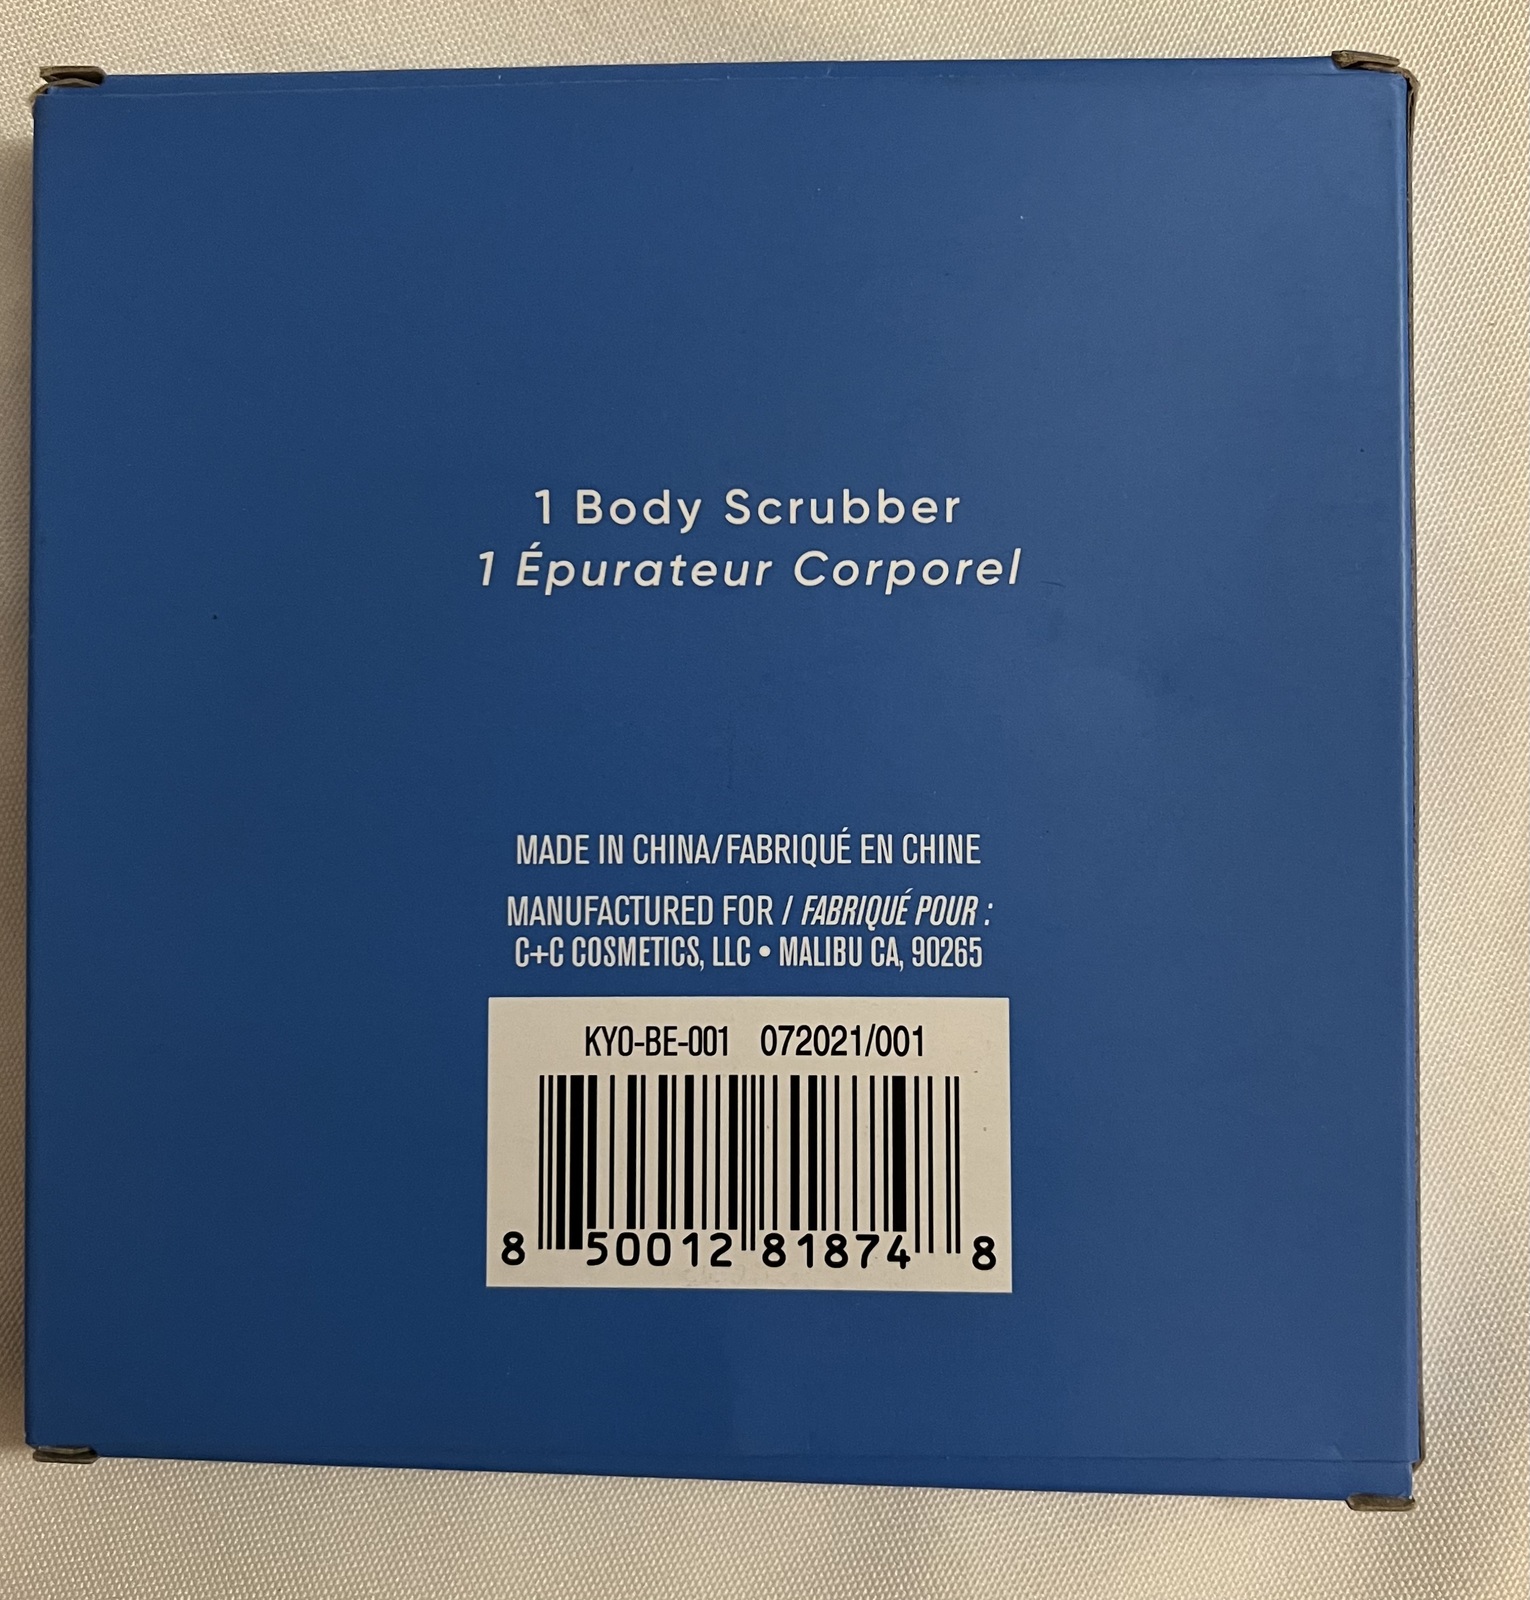 1 Body Scrubber
1 Épurateur Corporel
MADE IN CHINA/FABRIQUÉ EN CHINE
MANUFACTURED FOR / FABRIQUÉ POUR :
C+C COSMETICS, LLC • MALIBU CA, 90265
KYO-BE-001 072021/001
8 50012 81874 8